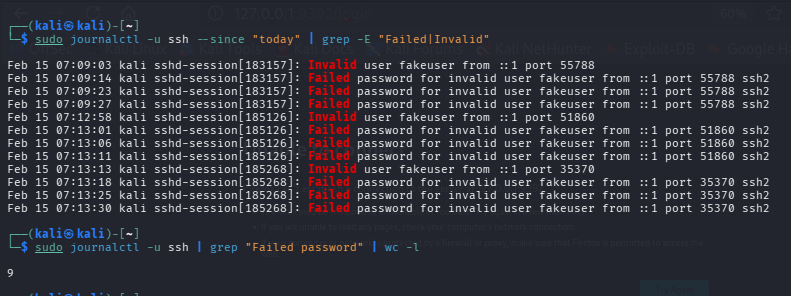 127.0.0.1
60%
Kali Linux
Kali Forums
Kali NetHunter
Exploit-DB
Google H
┌──(kali㉿kali)-[~]
└─$ sudo journalctl -u ssh --since "today" | grep -E "Failed|Invalid"
Feb 15 07:09:03 kali sshd-session[183157]: Invalid user fakeuser from ::1 port 55788
Feb 15 07:09:14 kali sshd-session[183157]: Failed password for invalid user fakeuser from ::1 port 55788 ssh2
Feb 15 07:09:23 kali sshd-session[183157]: Failed password for invalid user fakeuser from ::1 port 55788 ssh2
Feb 15 07:09:27 kali sshd-session[183157]: Failed password for invalid user fakeuser from ::1 port 55788 ssh2
Feb 15 07:12:58 kali sshd-session[185126]: Invalid user fakeuser from ::1 port 51860
Feb 15 07:13:01 kali sshd-session[185126]: Failed password for invalid user fakeuser from ::1 port 51860 ssh2
Feb 15 07:13:06 kali sshd-session[185126]: Failed password for invalid user fakeuser from ::1 port 51860 ssh2
Feb 15 07:13:11 kali sshd-session[185126]: Failed password for invalid user fakeuser from ::1 port 51860 ssh2
Feb 15 07:13:13 kali sshd-session[185268]: Invalid user fakeuser from ::1 port 35370
Feb 15 07:13:18 kali sshd-session[185268]: Failed password for invalid user fakeuser from ::1 port 35370 ssh2
Feb 15 07:13:25 kali sshd-session[185268]: Failed password for invalid user fakeuser from ::1 port 35370 ssh2
Feb 15 07:13:30 kali sshd-session[185268]: Failed password for invalid user fakeuser from ::1 port 35370 ssh2
┌──(kali㉿kali)-[~]
└─$ sudo journalctl -u ssh | grep "Failed password" | wc -l
9